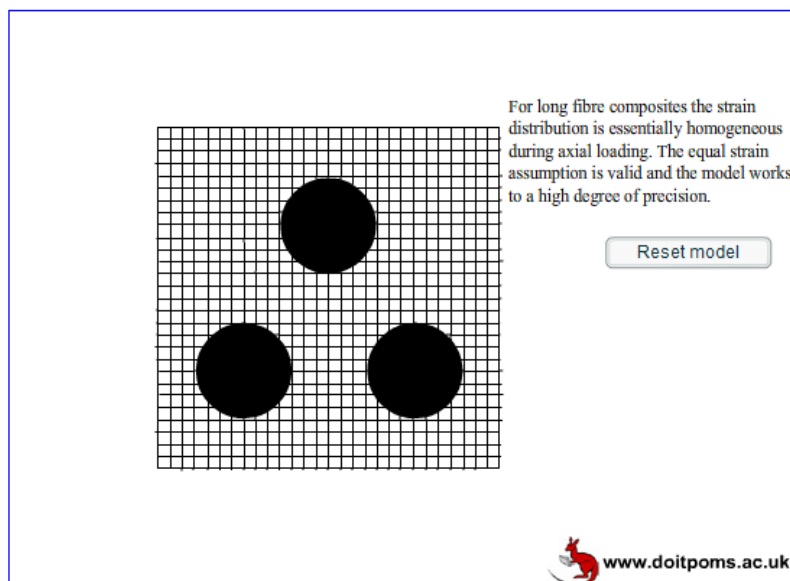 For long fibre composites the strain
distribution is essentially homogeneous
during axial loading. The equal strain
assumption is valid and the model works
to a high degree of precision.
Reset model
www.doitpoms.ac.uk